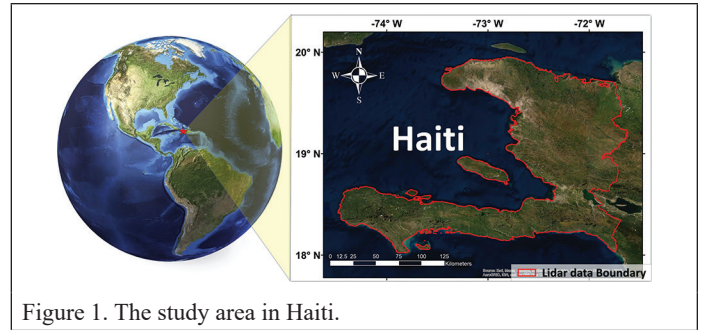 -74° W -73° W -72° W
20° N
N
W E
S
19° N
Haiti
18° N
0 12.5 25 50 75 100 125
Kilometers
Lidar data Boundary
Figure 1. The study area in Haiti.